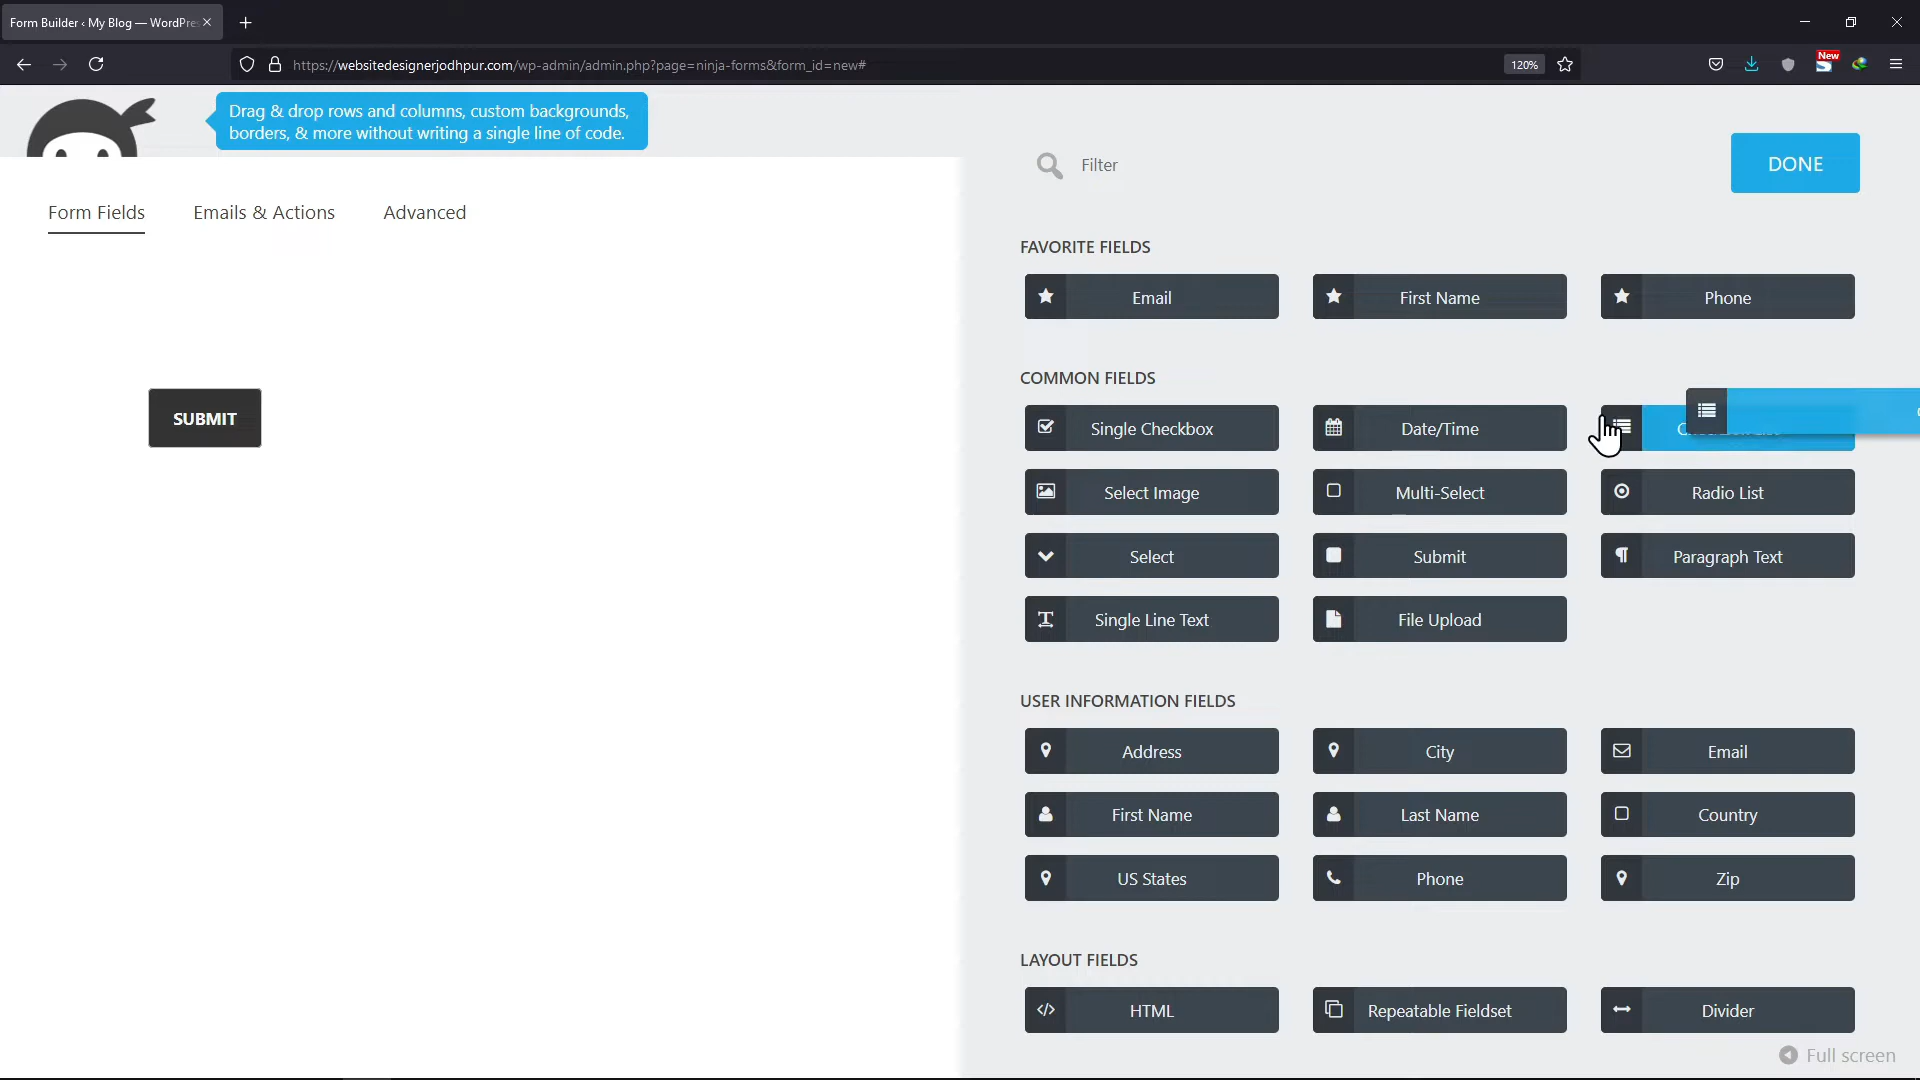 Form Builder ‹ My Blog — WordPre
https://websitedesignerjodhpur.com/wp-admin/admin.php?page=ninja-forms&form_id=new#
120%
New
Drag & drop rows and columns, custom backgrounds,
borders, & more without writing a single line of code.
Filter
DONE
Form Fields
Emails & Actions
Advanced
SUBMIT
FAVORITE FIELDS
Email
First Name
Phone
COMMON FIELDS
Single Checkbox
Date/Time
Select Image
Multi-Select
Radio List
Select
Submit
Paragraph Text
Single Line Text
File Upload
USER INFORMATION FIELDS
Address
City
Email
First Name
Last Name
Country
US States
Phone
Zip
LAYOUT FIELDS
HTML
Repeatable Fieldset
Divider
Full screen